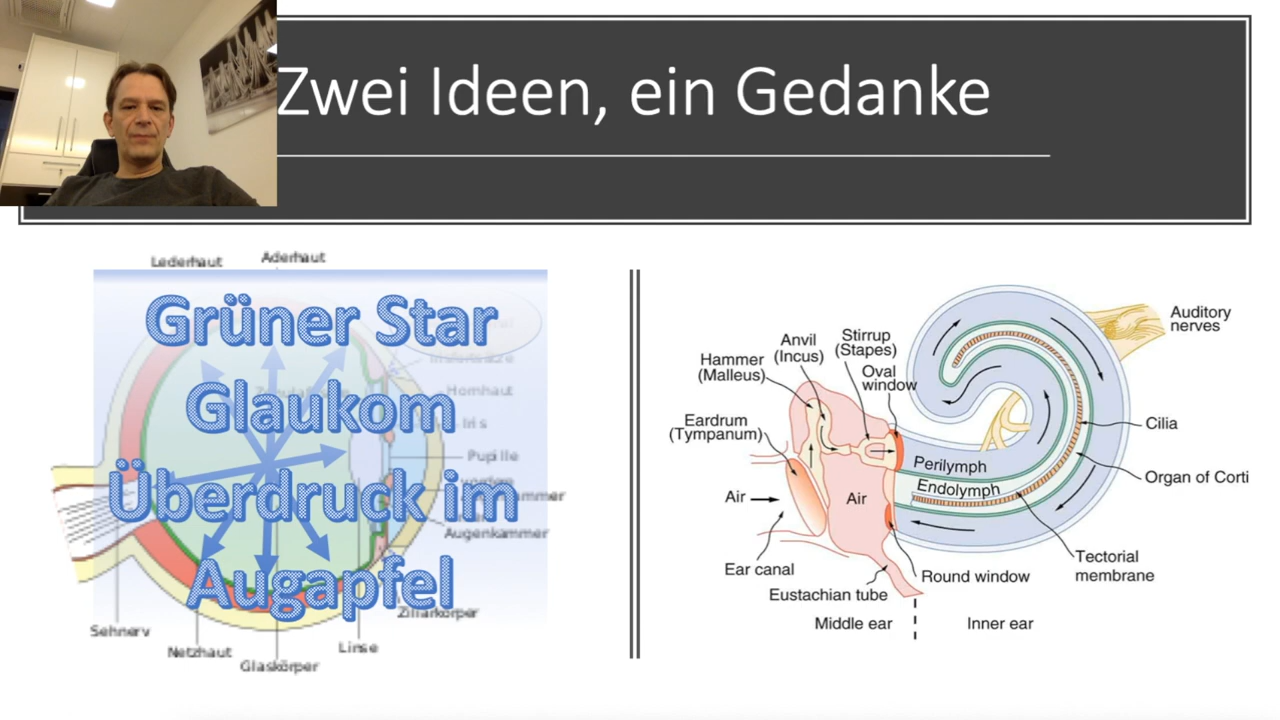 Zwei Ideen, ein Gedanke
Lederhaut
Aderhaut
Grüner Star
Glaukom
Überdruck im
Augapfel
Hornhaut
Iris
Pupille
Augenkammer
Ziliarkörper
Sehnerv
Netzhaut
Glaskörper
Linse
Hammer
(Malleus)
Anvil
(Incus)
Stirrup
(Stapes)
Oval
window
Auditory
nerves
Eardrum
(Tympanum)
Cilia
Perilymph
Endolymph
Organ of Corti
Air
Air
Ear canal
Eustachian tube
Round window
Tectorial
membrane
Middle ear
Inner ear